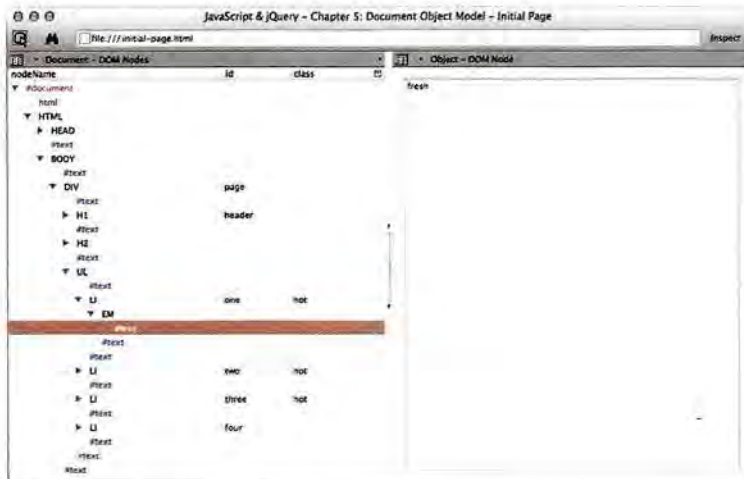 JavaScript & jQuery - Chapter 5: Document Object Model - Initial Page
file:///initial-page.html
Inspect
Document - DOM Nodes
Object - DOM Node
nodeName id class
#document
html
HTML
HEAD
#text
BODY
#text
DIV page
#text
H1 header
#text
H2
#text
UL
#text
LI one hot
EM
#text
#text
#text
LI two hot
#text
LI three hot
#text
LI four
#text
#text
#text
fresh